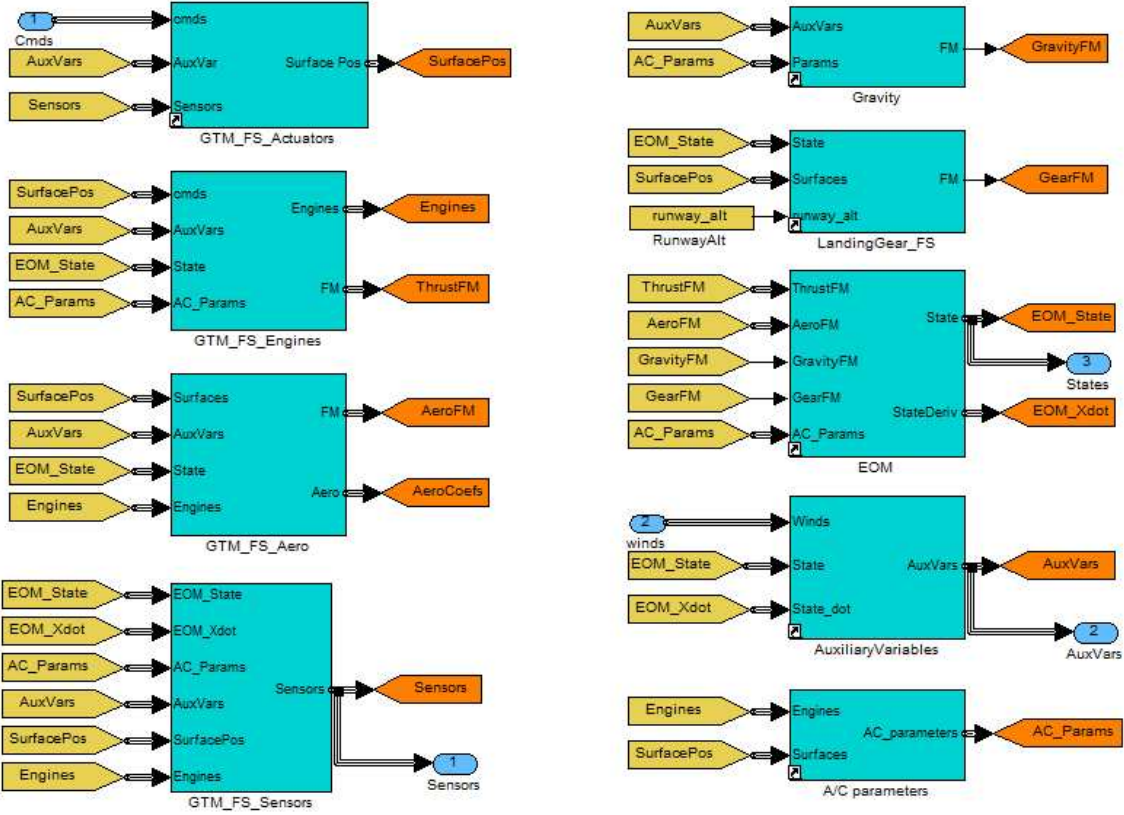 1
Cmds
AuxVars
Sensors
cmds
AuxVar
Sensors
Surface Pos
SurfacePos
GTM_FS_Actuators
SurfacePos
AuxVars
EOM_State
AC_Params
cmds
AuxVars
State
AC_Params
Engines
FM
Engines
ThrustFM
GTM_FS_Engines
SurfacePos
AuxVars
EOM_State
Engines
Surfaces
AuxVars
State
Engines
FM
Aero
AeroFM
AeroCoefs
GTM_FS_Aero
EOM_State
EOM_Xdot
AC_Params
AuxVars
SurfacePos
Engines
EOM_State
EOM_Xdot
AC_Params
AuxVars
SurfacePos
Engines
Sensors
Sensors
1
Sensors
GTM_FS_Sensors
AuxVars
AC_Params
AuxVars
Params
FM
GravityFM
Gravity
EOM_State
SurfacePos
runway_alt
RunwayAlt
State
Surfaces
runway_alt
FM
GearFM
LandingGear_FS
ThrustFM
AeroFM
GravityFM
GearFM
AC_Params
ThrustFM
AeroFM
GravityFM
GearFM
AC_Params
State
StateDeriv
EOM_State
3
States
EOM_Xdot
EOM
2
winds
EOM_State
EOM_Xdot
Winds
State
State_dot
AuxVars
AuxVars
2
AuxVars
AuxiliaryVariables
Engines
SurfacePos
Engines
Surfaces
AC_parameters
AC_Params
A/C parameters